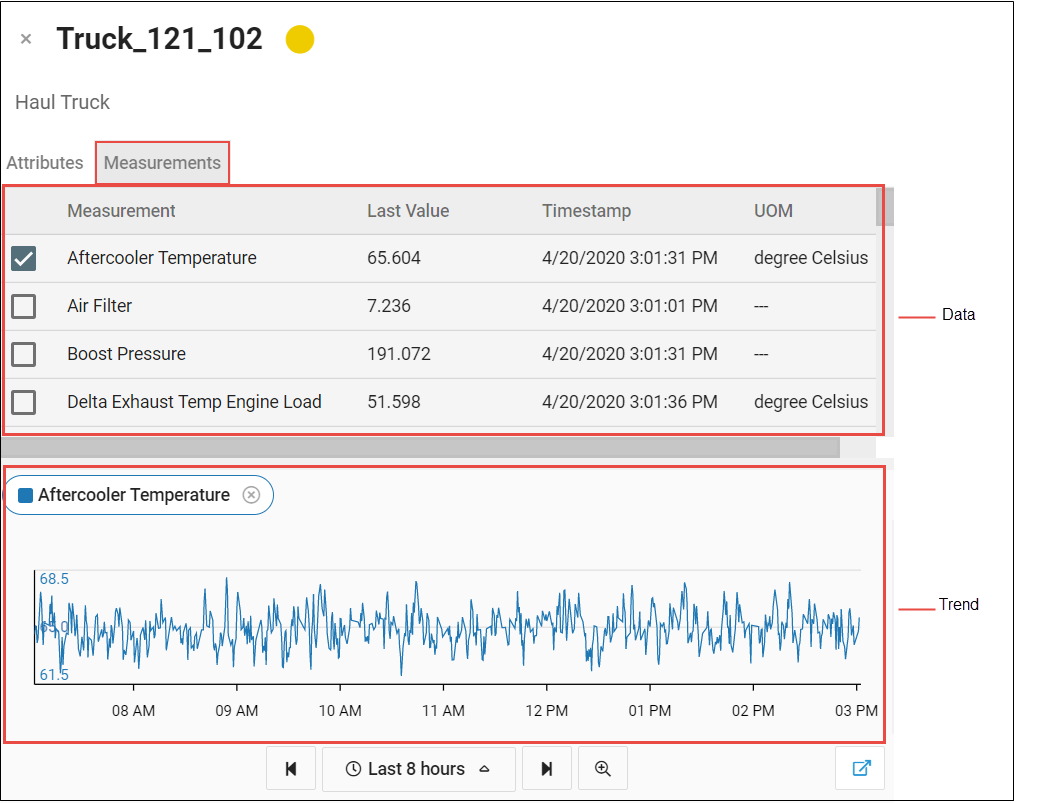 Truck_121_102
Haul Truck
Attributes Measurements
Measurement Last Value Timestamp UOM
Aftercooler Temperature 65.604 4/20/2020 3:01:31 PM degree Celsius
Air Filter 7.236 4/20/2020 3:01:01 PM ---
Data
Boost Pressure 191.072 4/20/2020 3:01:31 PM ---
Delta Exhaust Temp Engine Load 51.598 4/20/2020 3:01:36 PM degree Celsius
Aftercooler Temperature
68.5
65.0
61.5
Trend
08 AM 09 AM 10 AM 11 AM 12 PM 01 PM 02 PM 03 PM
Last 8 hours